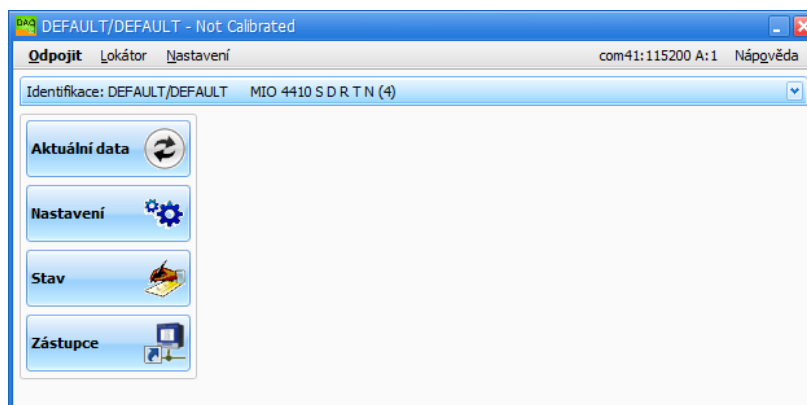 DAQ DEFAULT/DEFAULT - Not Calibrated
Odpojit Lokátor Nastavení com41:115200 A:1 Nápověda
Identifikace: DEFAULT/DEFAULT MIO 4410 S D R T N (4)
Aktuální data
Nastavení
Stav
Zástupce